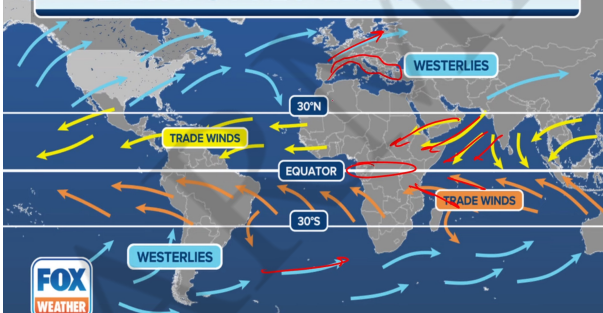 WESTERLIES
30°N
TRADE WINDS
EQUATOR
TRADE WINDS
30°S
WESTERLIES
FOX
WEATHER